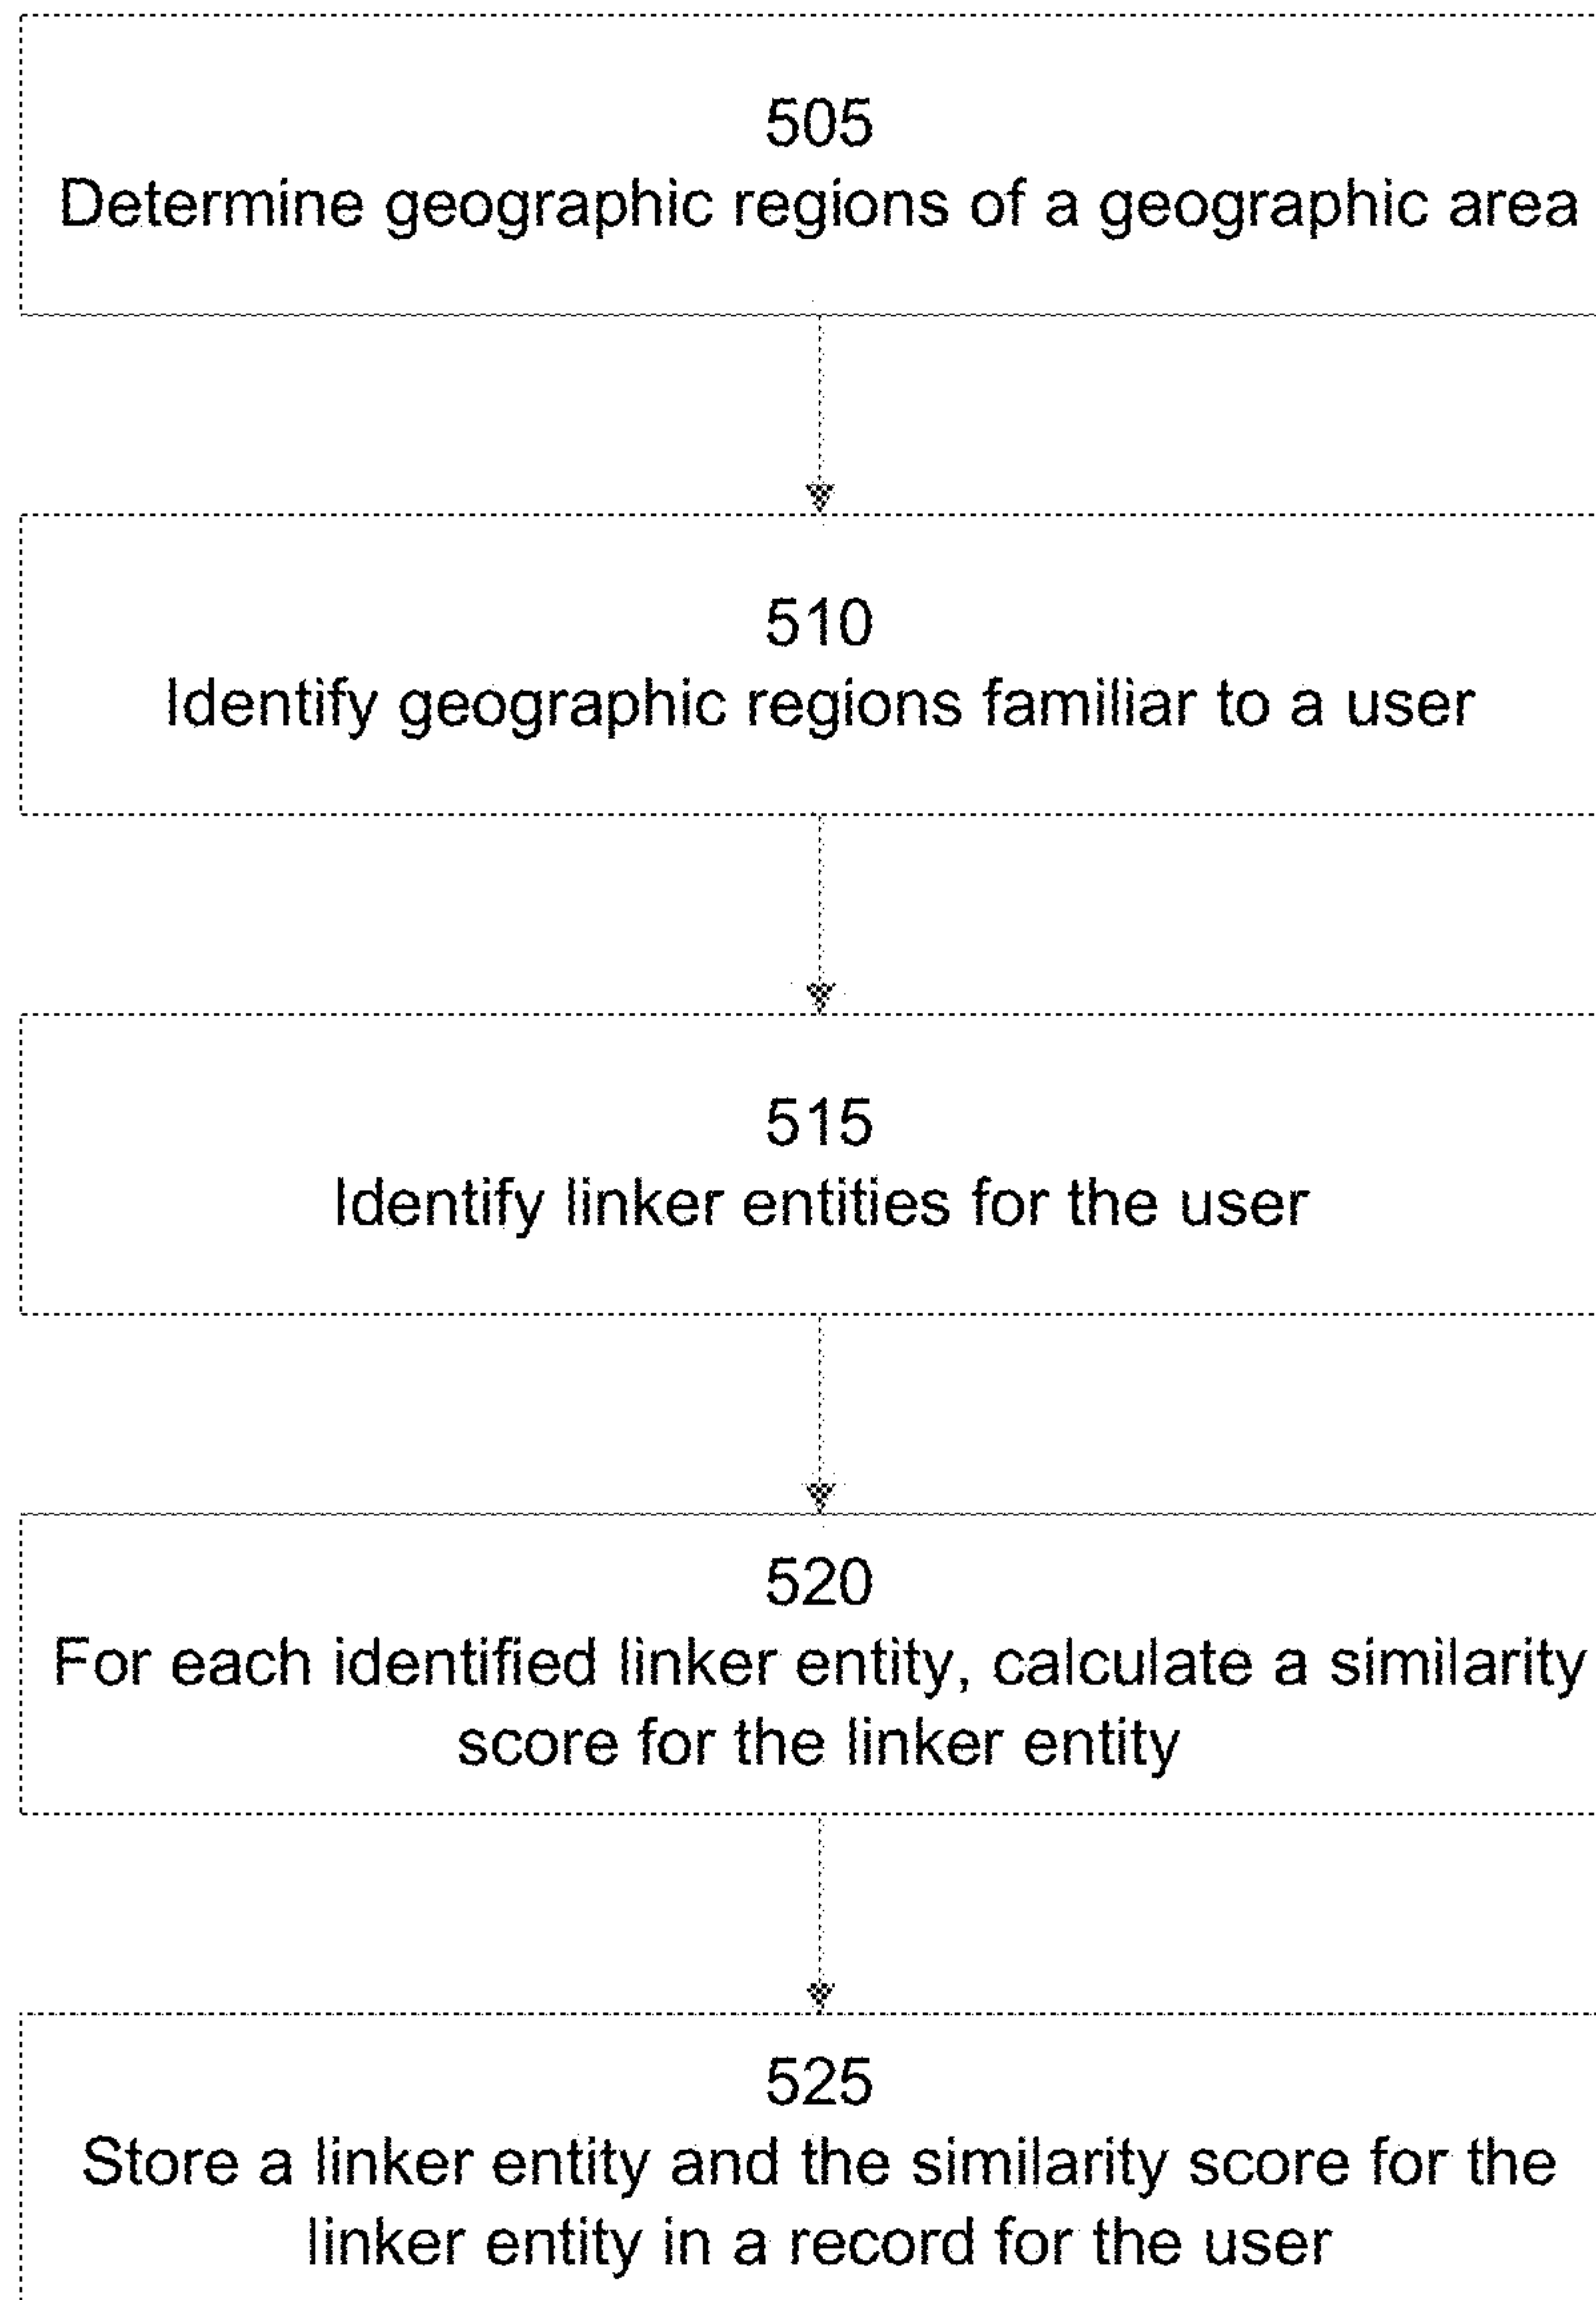 505
Determine geographic regions of a geographic area
510
Identify geographic regions familiar to a user
515
Identify linker entities for the user
520
For each identified linker entity, calculate a similarity
score for the linker entity
525
Store a linker entity and the similarity score for the
linker entity in a record for the user